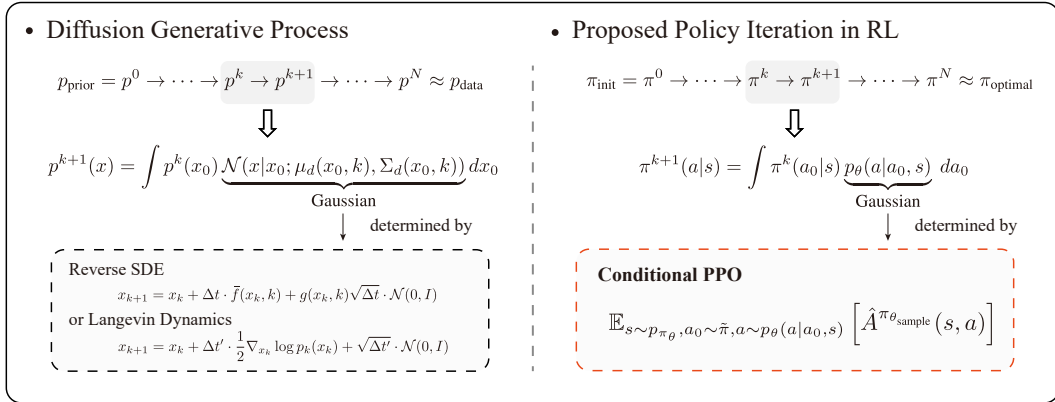 • Diffusion Generative Process
p_prior = p^0 → ⋯ → p^k → p^{k+1} → ⋯ → p^N ≈ p_data
p^{k+1}(x) = ∫ p^k(x_0) 𝒩(x|x_0; μ_d(x_0, k), Σ_d(x_0, k)) dx_0
Gaussian
determined by
Reverse SDE
x_{k+1} = x_k + Δt · f̄(x_k, k) + g(x_k, k)√Δt · 𝒩(0, I)
or Langevin Dynamics
x_{k+1} = x_k + Δt′ · 1/2 ∇_{x_k} log p_k(x_k) + √Δt′ · 𝒩(0, I)
• Proposed Policy Iteration in RL
π_init = π^0 → ⋯ → π^k → π^{k+1} → ⋯ → π^N ≈ π_optimal
π^{k+1}(a|s) = ∫ π^k(a_0|s) p_θ(a|a_0, s) da_0
Gaussian
determined by
Conditional PPO
𝔼_{s∼p_{π_θ}, a_0∼π̃, a∼p_θ(a|a_0,s)} [Â^{π_{θ_sample}}(s, a)]